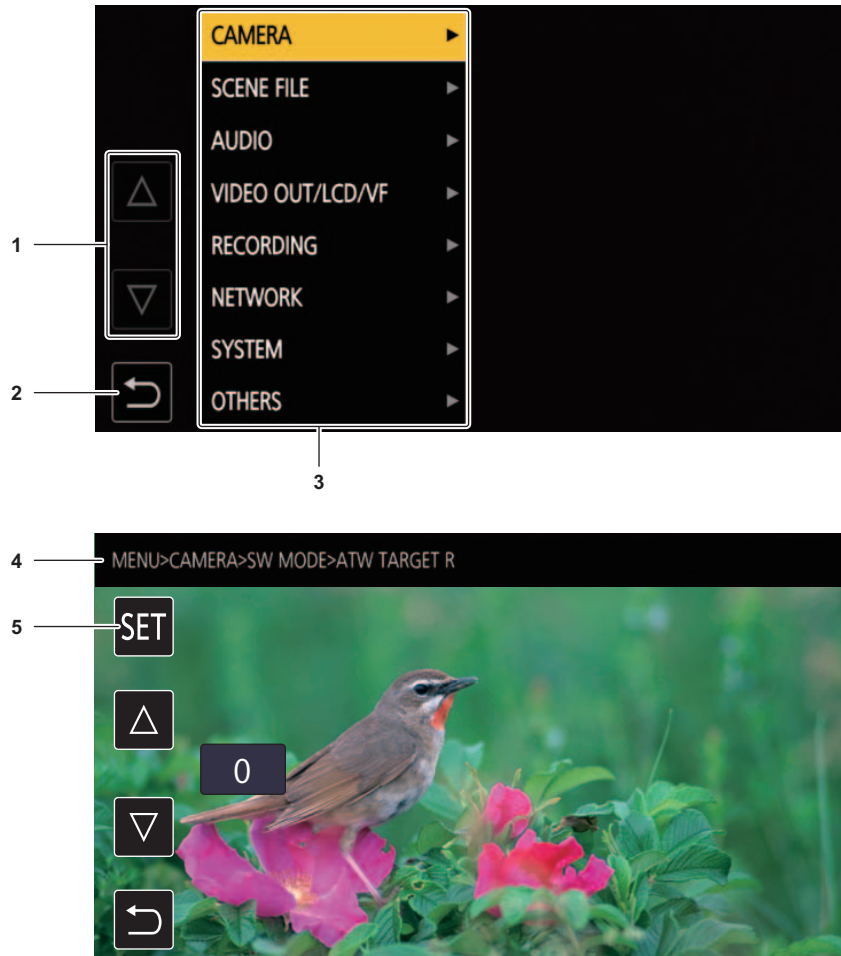 CAMERA
SCENE FILE
AUDIO
VIDEO OUT/LCD/VF
RECORDING
NETWORK
SYSTEM
OTHERS
1
2
3
4
MENU>CAMERA>SW MODE>ATW TARGET R
5
SET
0